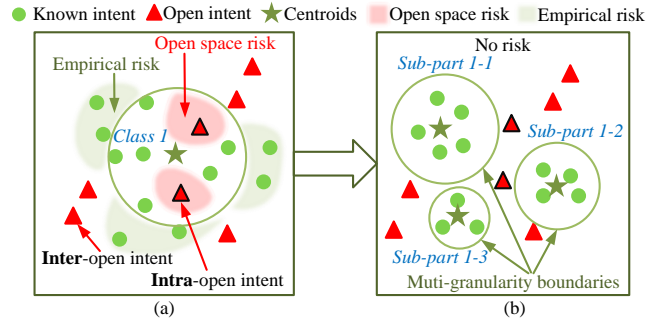 Known intent Open intent Centroids Open space risk Empirical risk
Open space risk
Empirical risk
Class 1
Inter-open intent
Intra-open intent
(a)
No risk
Sub-part 1-1
Sub-part 1-2
Sub-part 1-3
Muti-granularity boundaries
(b)